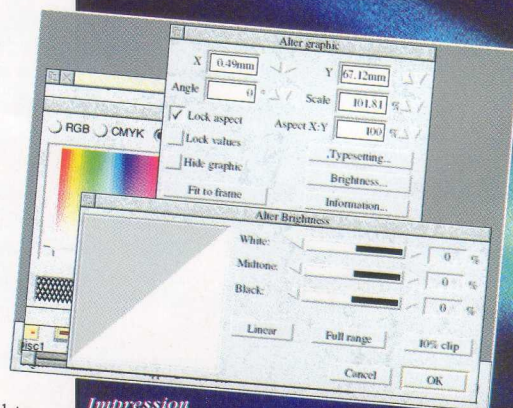 Alter graphic
X 0.49mm Y 67.12mm
Angle 0 ° Scale 101.81 %
Lock aspect Aspect X:Y 100 %
Lock values
Hide graphic
Typesetting...
Brightness...
Fit to frame Information...
RGB CMYK
Alter Brightness
White: 0 %
Midtone: 0 %
Black: 0 %
Linear Full range 10% clip
Cancel OK
Impression